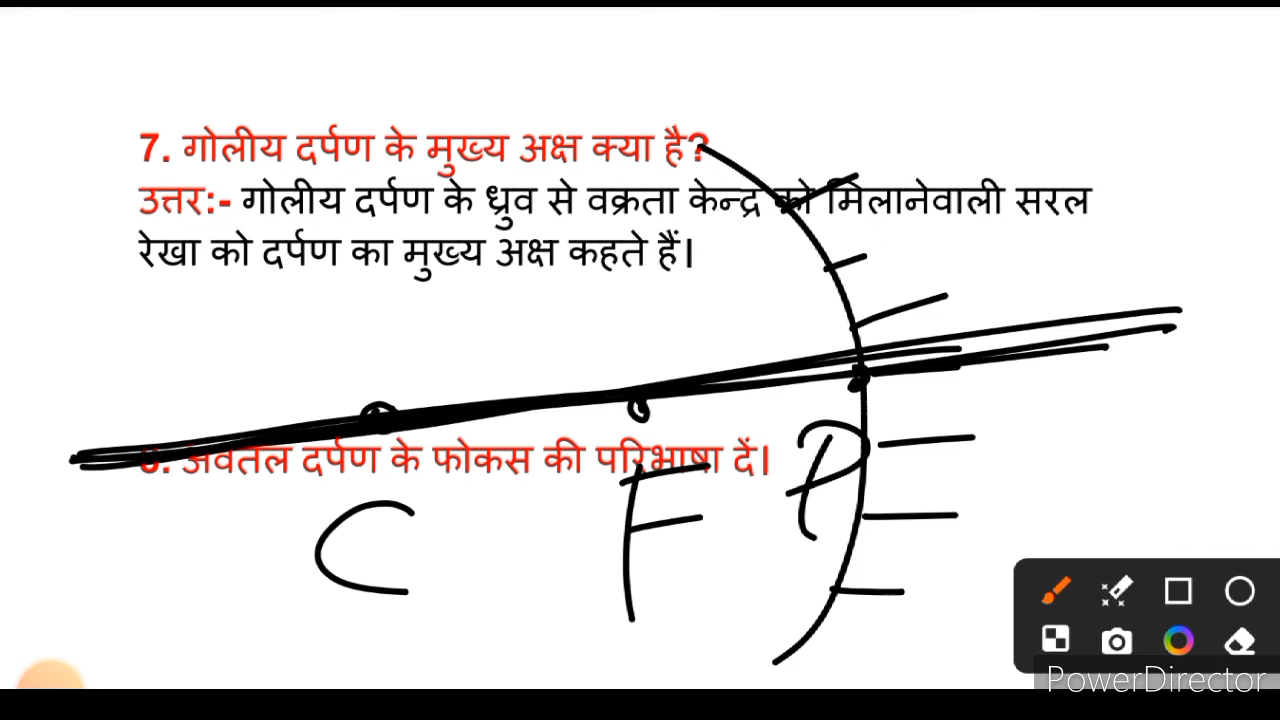 7. गोलीय दर्पण के मुख्य अक्ष क्या है?
उत्तर:- गोलीय दर्पण के ध्रुव से वक्रता केन्द्र को मिलानेवाली सरल
रेखा को दर्पण का मुख्य अक्ष कहते हैं।
8. अवतल दर्पण के फोकस की परिभाषा दें।
C F P
PowerDirector